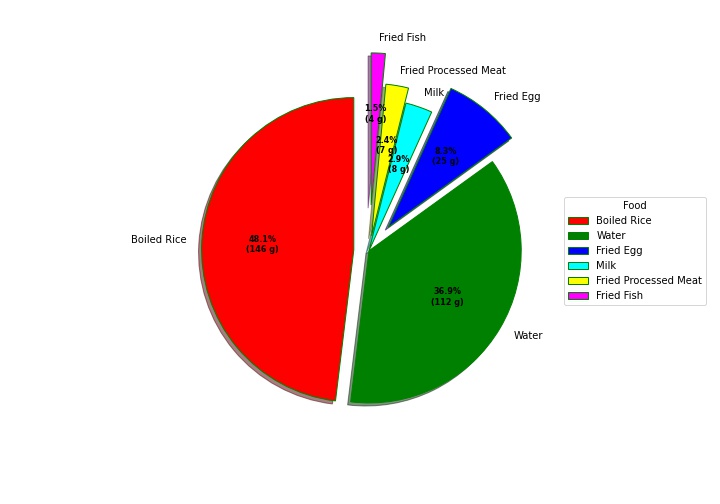 Fried Fish
Fried Processed Meat
Milk
Fried Egg
1.5%
(4 g)
2.4%
(7 g)
2.9%
(8 g)
8.3%
(25 g)
Boiled Rice
48.1%
(146 g)
36.9%
(112 g)
Water
Food
Boiled Rice
Water
Fried Egg
Milk
Fried Processed Meat
Fried Fish